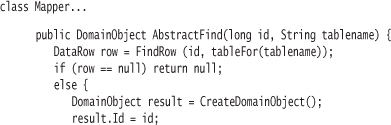 class Mapper...
public DomainObject AbstractFind(long id, String tablename) {
DataRow row = FindRow (id, tableFor(tablename));
if (row == null) return null;
else {
DomainObject result = CreateDomainObject();
result.Id = id;